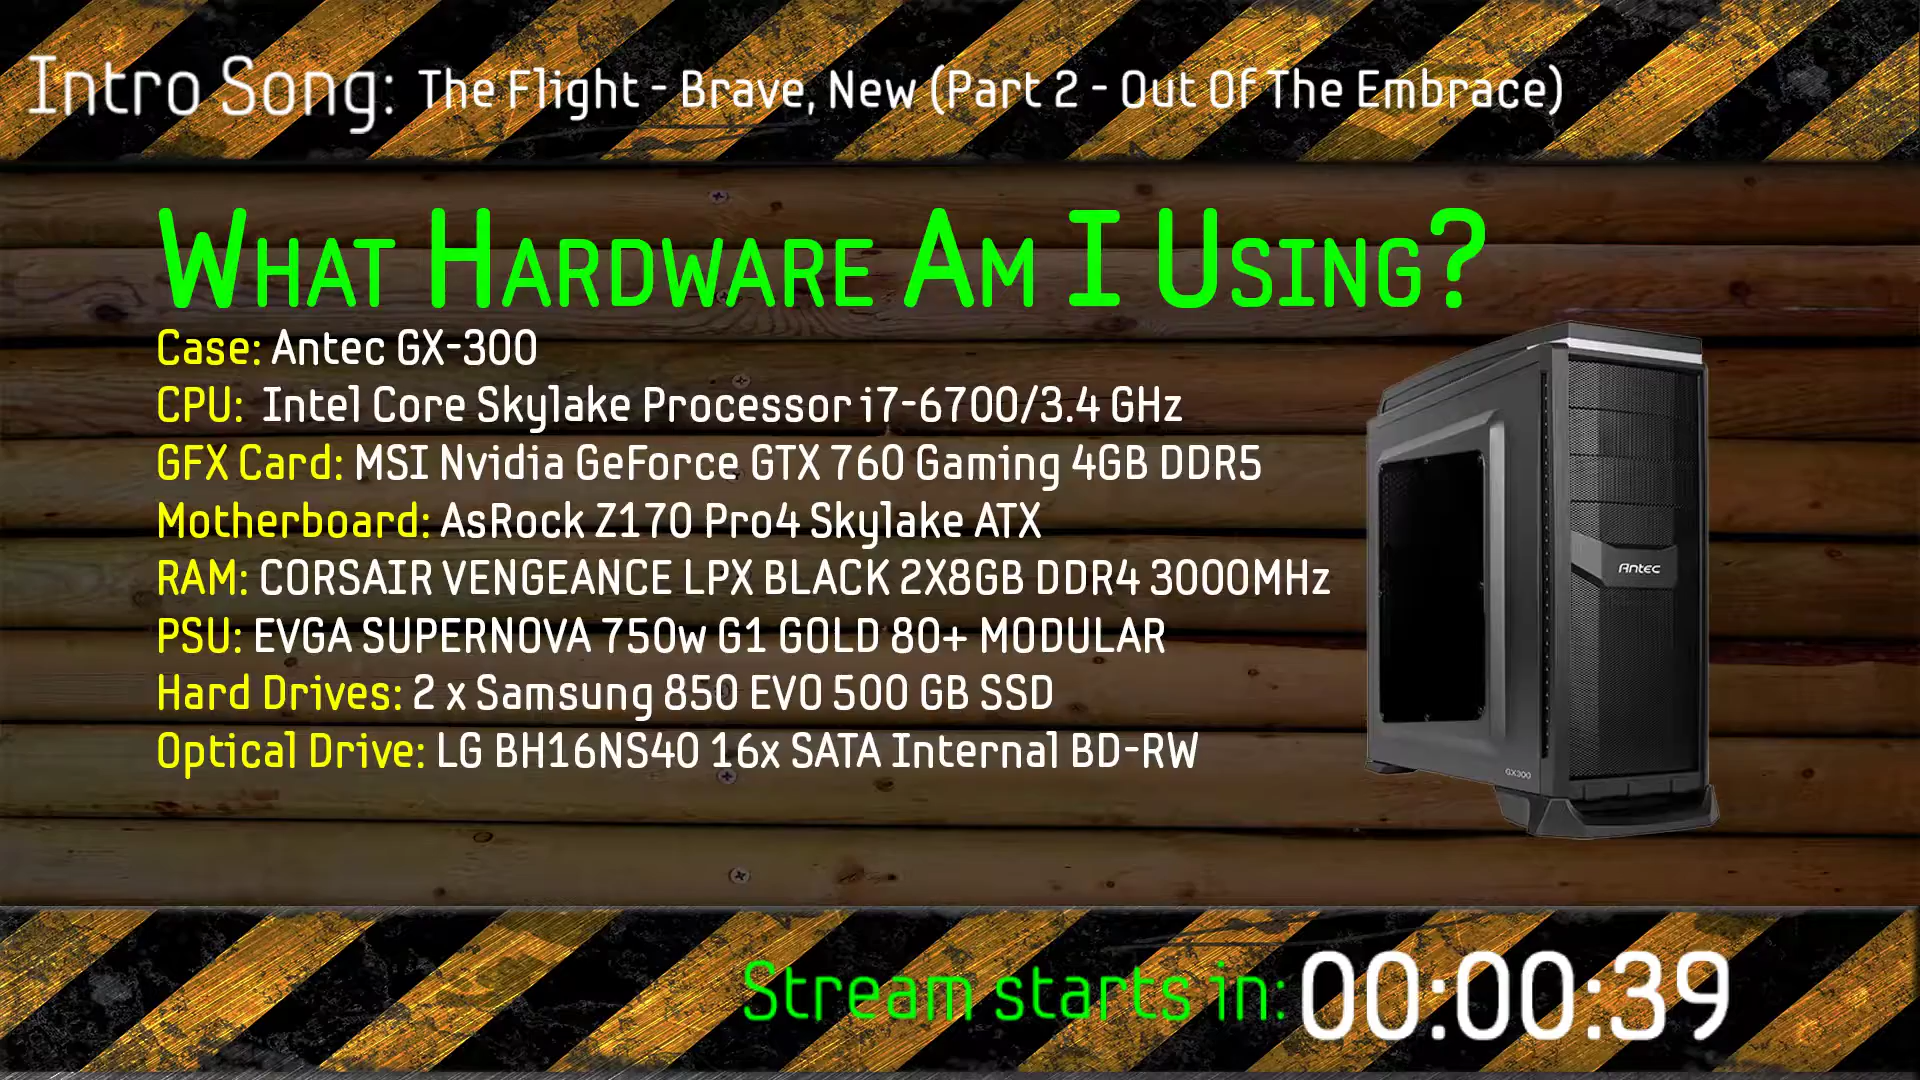 Intro Song: The Flight - Brave, New (Part 2 - Out Of The Embrace)
What Hardware Am I Using?
Case: Antec GX-300
CPU: Intel Core Skylake Processor i7-6700/3.4 GHz
GFX Card: MSI Nvidia GeForce GTX 760 Gaming 4GB DDR5
Motherboard: AsRock Z170 Pro4 Skylake ATX
RAM: CORSAIR VENGEANCE LPX BLACK 2X8GB DDR4 3000MHz
PSU: EVGA SUPERNOVA 750w G1 GOLD 80+ MODULAR
Hard Drives: 2 x Samsung 850 EVO 500 GB SSD
Optical Drive: LG BH16NS40 16x SATA Internal BD-RW
Antec
GX300
Stream starts in: 00:00:39